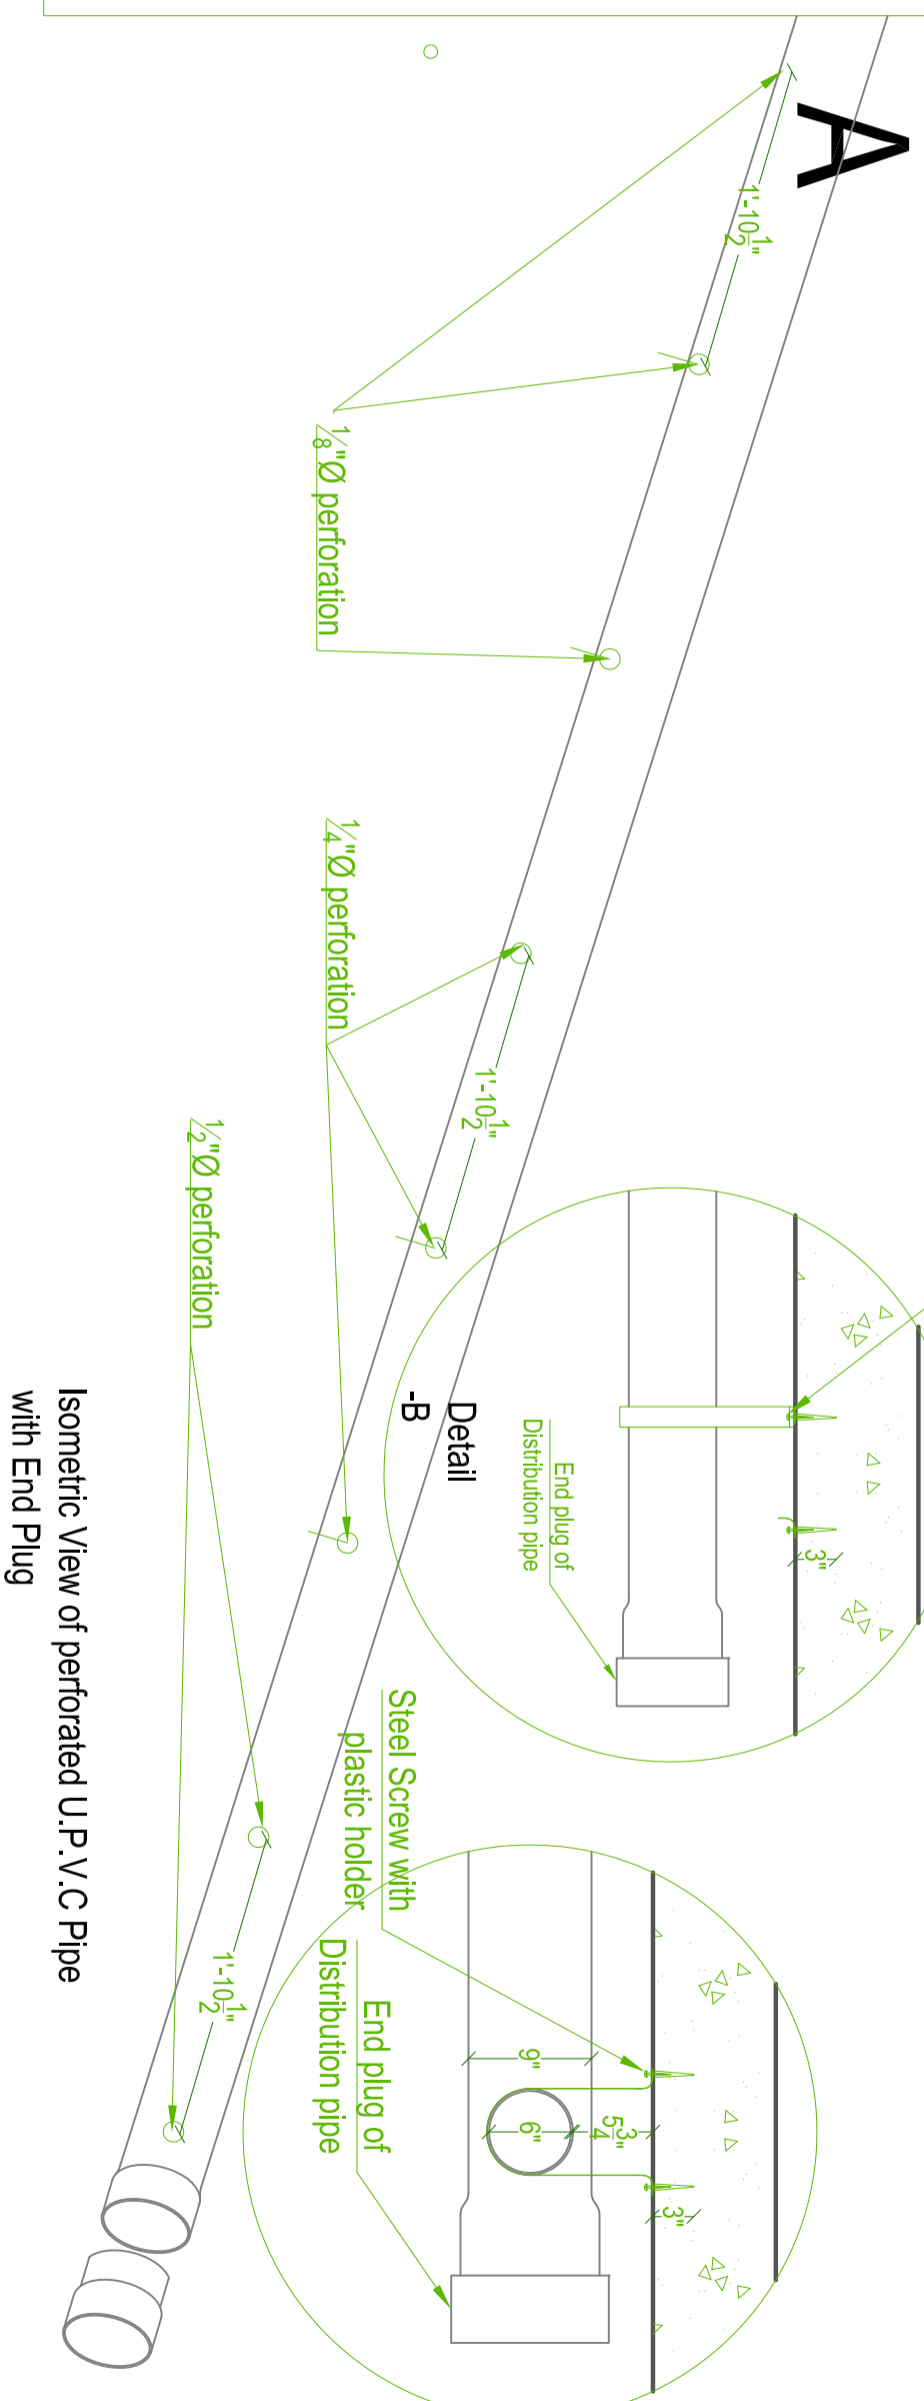 A
1'-10½"
⅛"Ø perforation
¼"Ø perforation
1'-10½"
½"Ø perforation
1'-10½"
Detail
-B
End plug of
Distribution pipe
3"
Steel Screw with
plastic holder
End plug of
Distribution pipe
9"
6"
5¾"
3"
Isometric View of perforated U.P.V.C Pipe
with End Plug